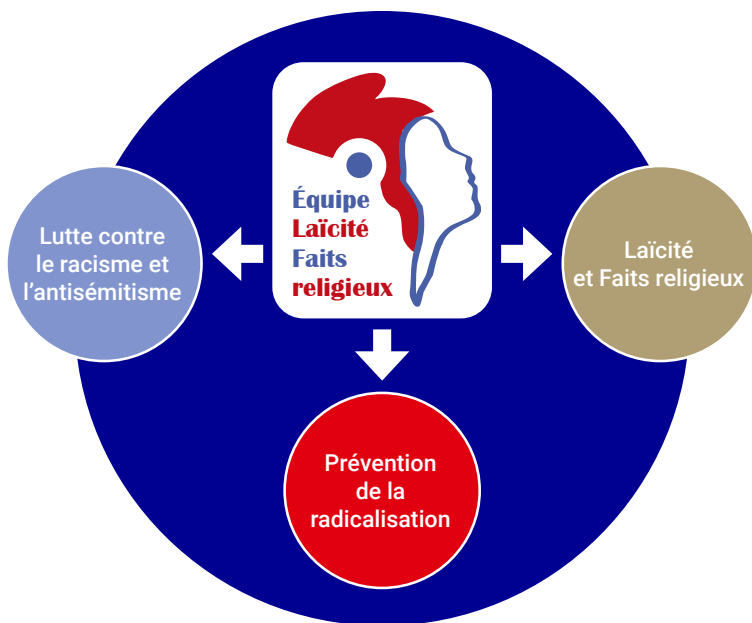 Équipe
Laïcité
Faits
religieux
Lutte contre
le racisme et
l'antisémitisme
Laïcité
et Faits religieux
Prévention
de la
radicalisation